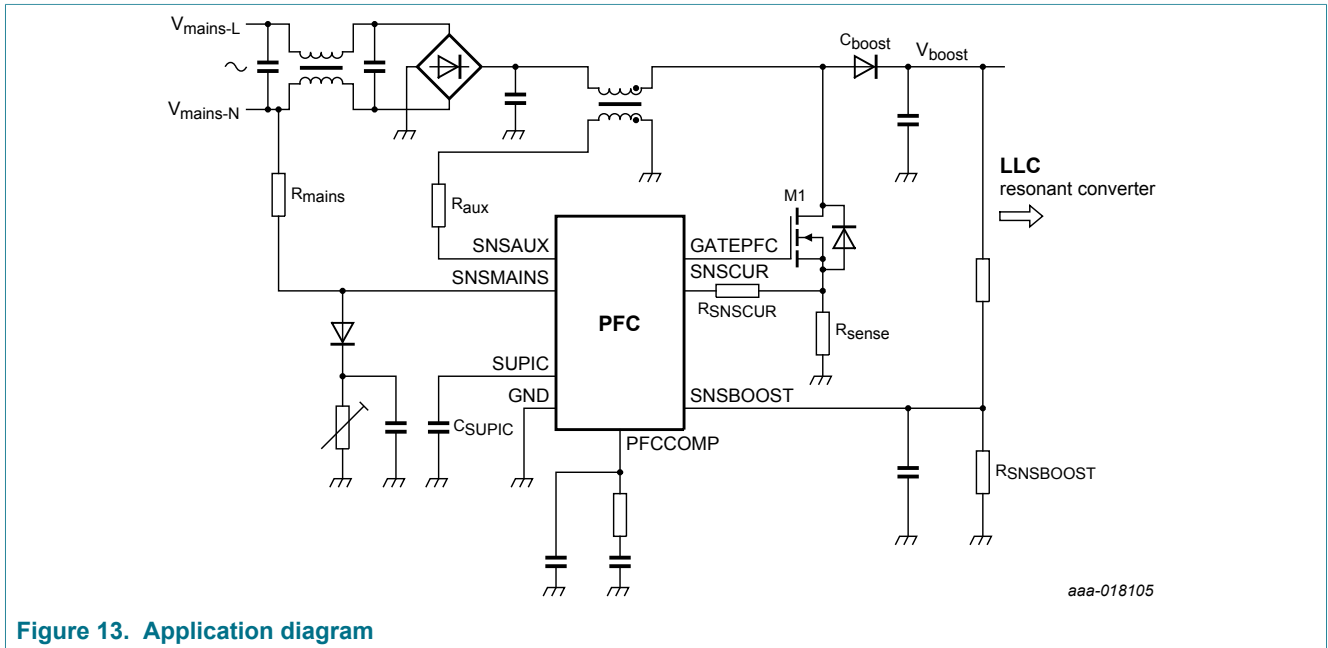 Vmains-L
Cboost
Vboost
Vmains-N
LLC
resonant converter
Rmains
M1
Raux
SNSAUX
GATEPFC
SNSMAINS
SNSCUR
RSNSCUR
PFC
Rsense
SUPIC
GND
SNSBOOST
CSUPIC
PFCCOMP
RSNSBOOST
aaa-018105
Figure 13. Application diagram